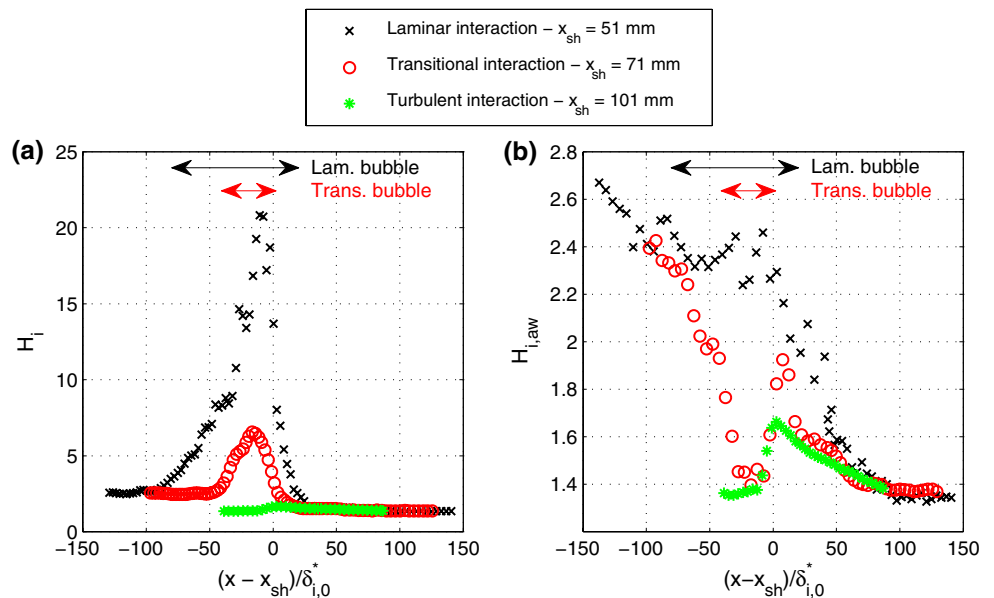 Laminar interaction − x_sh = 51 mm
Transitional interaction − x_sh = 71 mm
Turbulent interaction − x_sh = 101 mm
(a)
25
20
15
10
5
0
H_i
Lam. bubble
Trans. bubble
−150 −100 −50 0 50 100 150
(x − x_sh)/δ*_i,0
(b)
2.8
2.6
2.4
2.2
2
1.8
1.6
1.4
H_i,aw
Lam. bubble
Trans. bubble
−150 −100 −50 0 50 100 150
(x−x_sh)/δ*_i,0